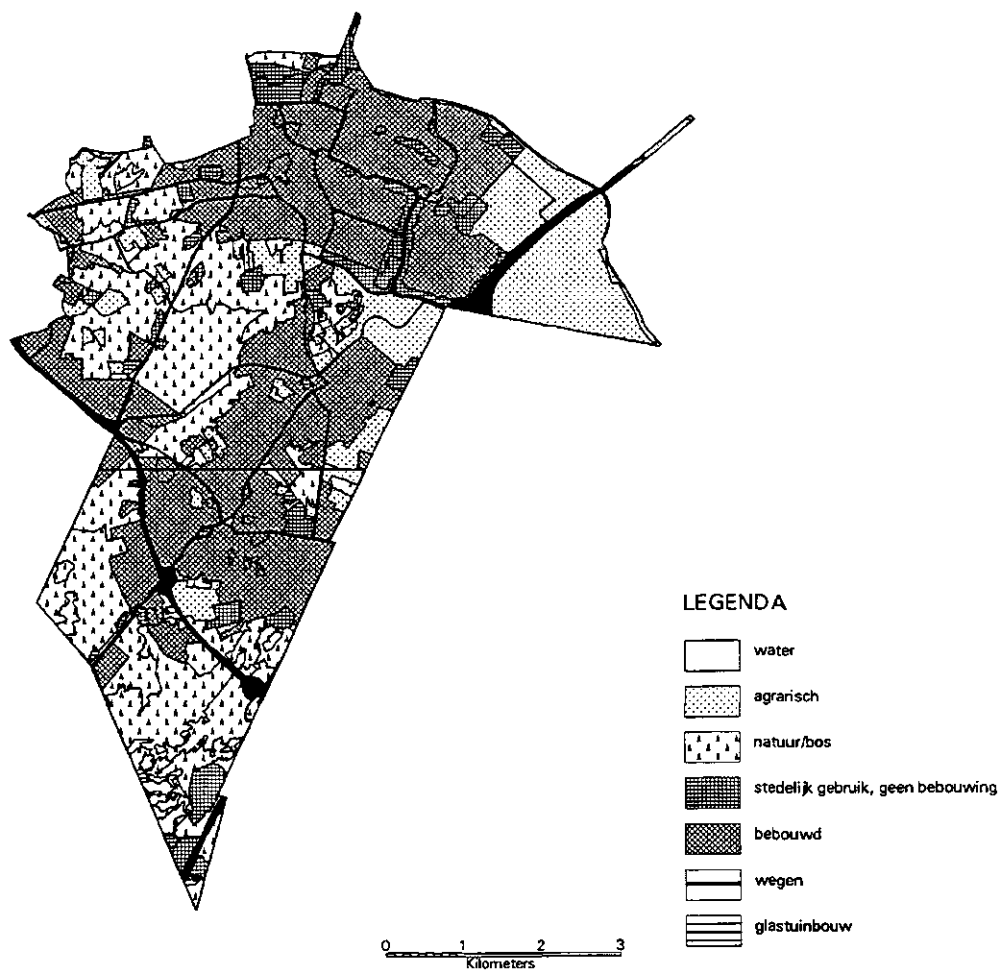 LEGENDA
water
agrarisch
natuur/bos
stedelijk gebruik, geen bebouwing
bebouwd
wegen
glastuinbouw
0 1 2 3
Kilometers